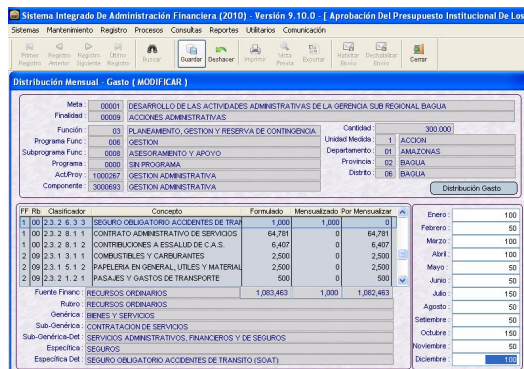 Sistema Integrado De Administración Financiera (2010) - Versión 9.10.0 - [ Aprobación Del Presupuesto Institucional De Los
Sistemas Mantenimiento Registro Procesos Consultas Reportes Utilitarios Comunicación
Primer Registro Registro Anterior Registro Siguiente Último Registro Buscar Guardar Deshacer Imprimir Vista Previa Exportar Habilitar Envio Deshabilitar Envio Cerrar
Distribución Mensual - Gasto ( MODIFICAR )
Meta : 00001 DESARROLLO DE LAS ACTIVIDADES ADMINISTRATIVAS DE LA GERENCIA SUB REGIONAL BAGUA
Finalidad : 00009 ACCIONES ADMINISTRATIVAS
Función : 03 PLANEAMIENTO, GESTION Y RESERVA DE CONTINGENCIA Cantidad : 300.000
Programa Func : 006 GESTION Unidad Medida : 1 ACCION
Subprograma Func : 0008 ASESORAMIENTO Y APOYO Departamento : 01 AMAZONAS
Programa : 0000 SIN PROGRAMA Provincia : 02 BAGUA
Act/Proy : 1000267 GESTION ADMINISTRATIVA Distrito : 06 BAGUA
Componente : 3000693 GESTION ADMINISTRATIVA Distribución Gasto
FF Rb Clasificador Concepto Formulado Mensualizado Por Mensualizar
1 00 2.3. 2 6. 3 3 SEGURO OBLIGATORIO ACCIDENTES DE TRAN 1,000 1,000 0
1 00 2.3. 2 8. 1 1 CONTRATO ADMINISTRATIVO DE SERVICIOS 64,781 0 64,781
1 00 2.3. 2 8. 1 2 CONTRIBUCIONES A ESSALUD DE C.A.S. 6,407 0 6,407
2 09 2.3. 1 3. 1 1 COMBUSTIBLES Y CARBURANTES 2,500 0 2,500
2 09 2.3. 1 5. 1 2 PAPELERIA EN GENERAL, UTILES Y MATERIAL 500 0 500
2 09 2.3. 2 1. 2 1 PASAJES Y GASTOS DE TRANSPORTE 500 0 500
Fuente Financ : RECURSOS ORDINARIOS 1,083,463 1,000 1,082,463
Rubro : RECURSOS ORDINARIOS
Genérica : BIENES Y SERVICIOS
Sub-Genérica : CONTRATACION DE SERVICIOS
Sub-Genérica-Det : SERVICIOS ADMINISTRATIVOS, FINANCIEROS Y DE SEGUROS
Específica : SEGUROS
Específica Det : SEGURO OBLIGATORIO ACCIDENTES DE TRANSITO (SOAT)
Enero : 100
Febrero : 50
Marzo : 100
Abril : 100
Mayo : 50
Junio : 50
Julio : 150
Agosto : 50
Setiembre : 50
Octubre : 150
Noviembre : 50
Diciembre : 100